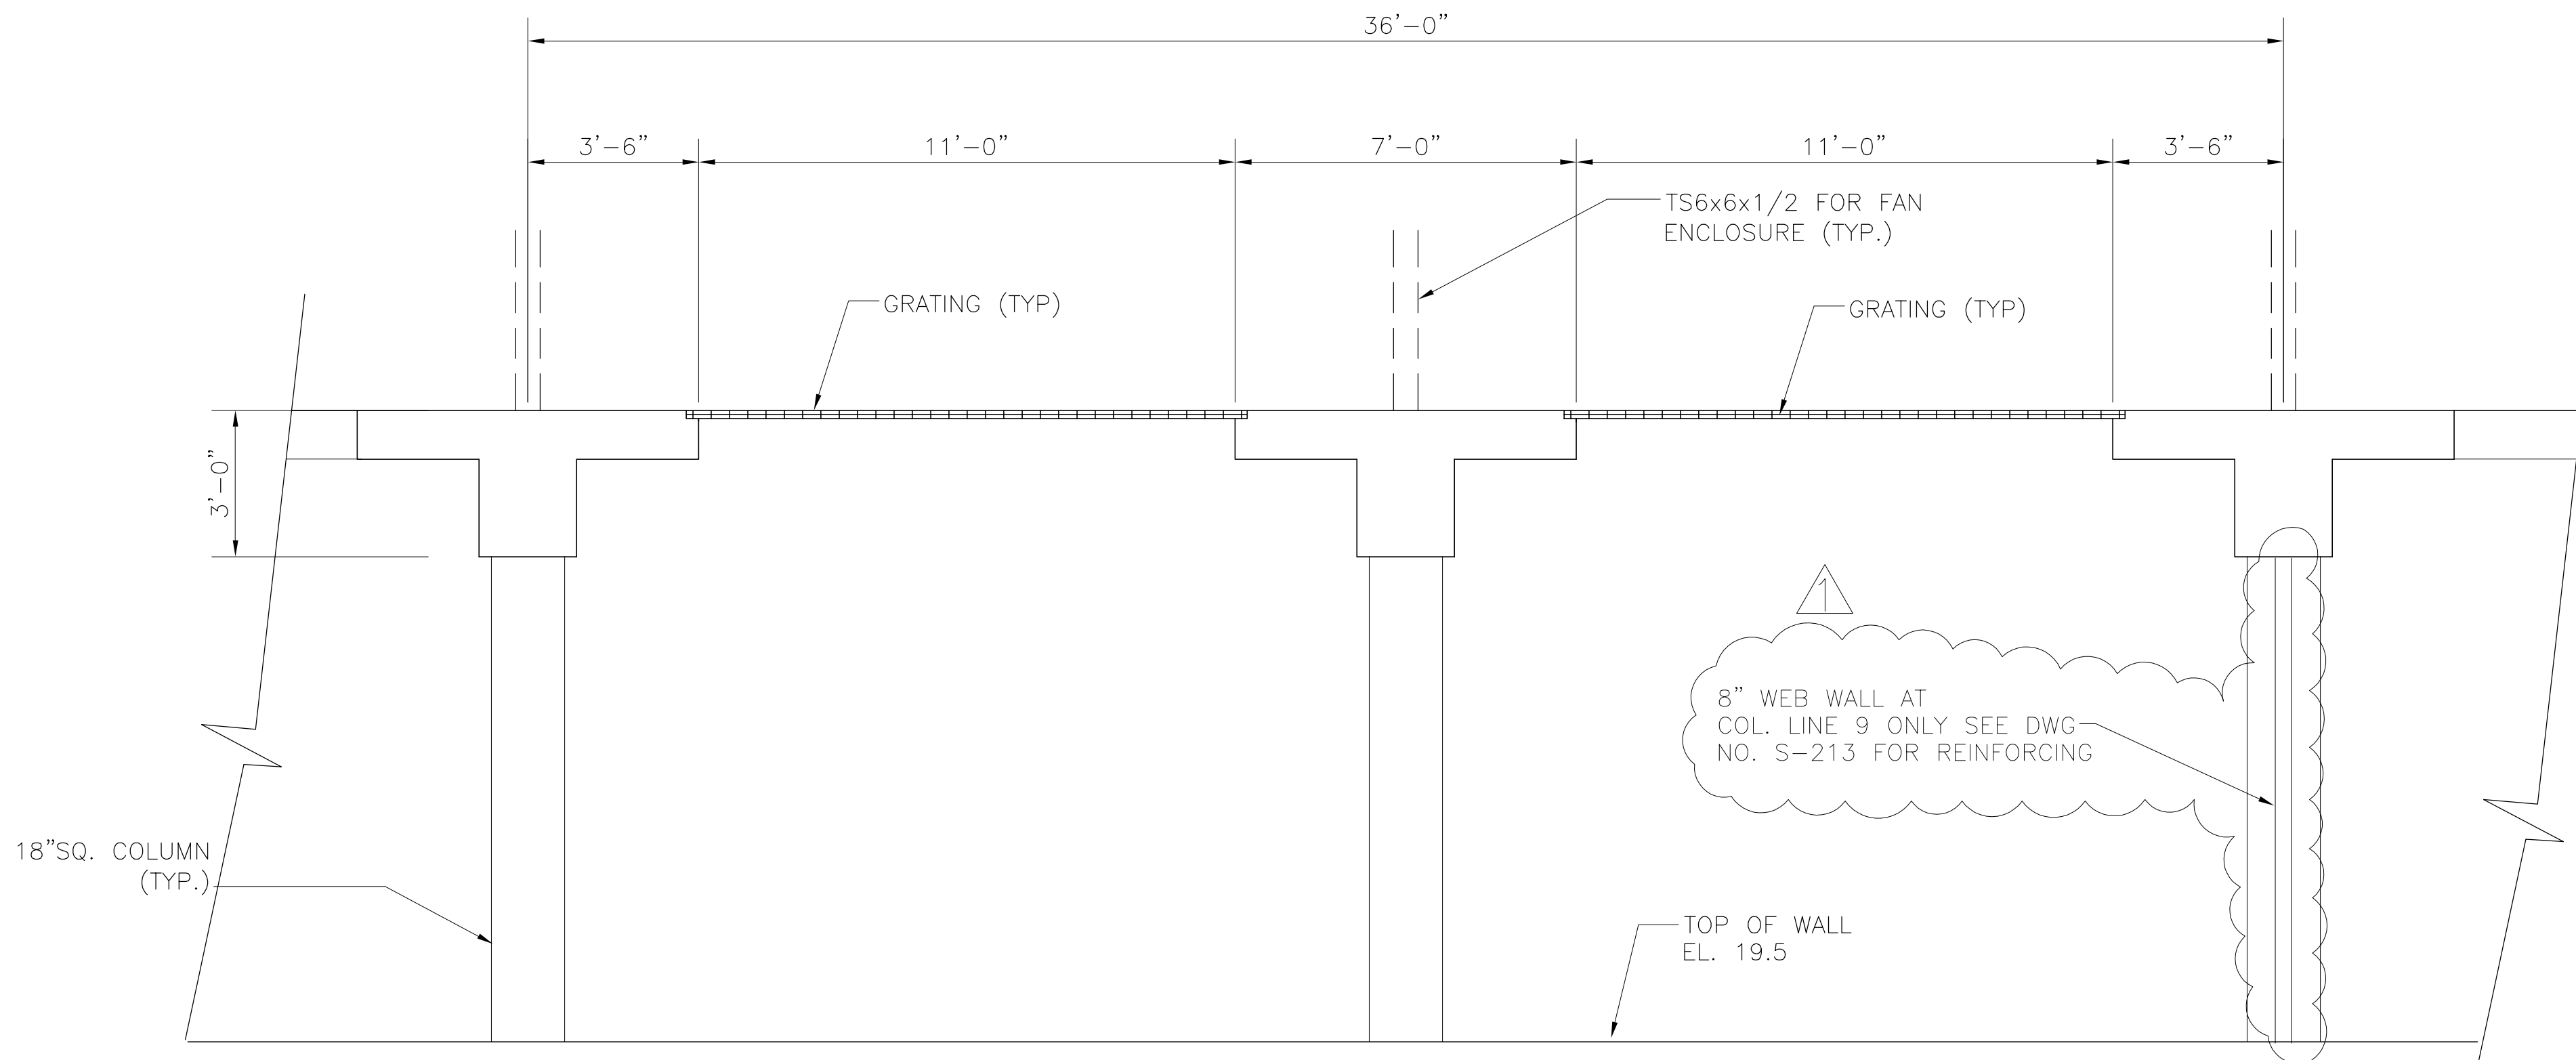 36'-0"
3'-6"
11'-0"
7'-0"
11'-0"
3'-6"
TS6x6x1/2 FOR FAN
ENCLOSURE (TYP.)
GRATING (TYP)
GRATING (TYP)
3'-0"
1
8" WEB WALL AT
COL. LINE 9 ONLY SEE DWG
NO. S-213 FOR REINFORCING
18"SQ. COLUMN
(TYP.)
TOP OF WALL
EL. 19.5